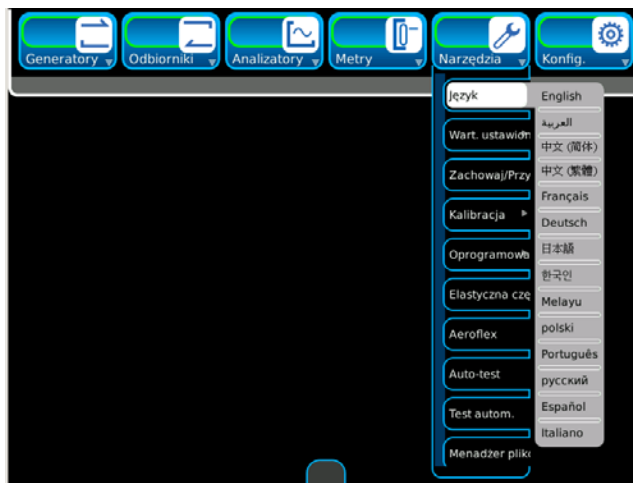 Generatory
Odbiorniki
Analizatory
Metry
Narzędzia
Konfig.
Język
Wart. ustawion
Zachowaj/Przy
Kalibracja
Oprogramowa
Elastyczna czę
Aeroflex
Auto-test
Test autom.
Menadżer plikó
English
العربية
中文 (简体)
中文 (繁體)
Français
Deutsch
日本語
한국인
Melayu
polski
Português
русский
Español
Italiano